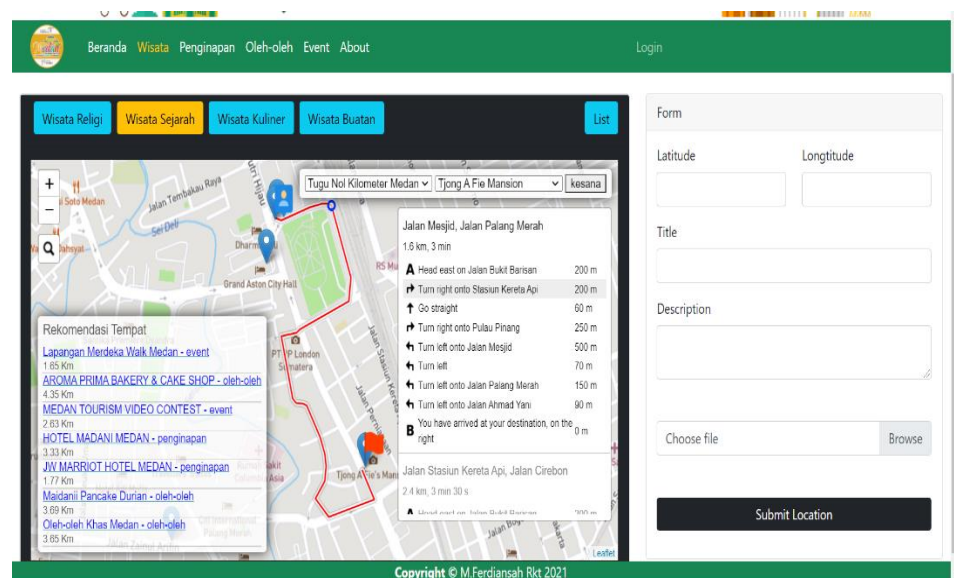 Beranda Wisata Penginapan Oleh-oleh Event About Login
Wisata Religi Wisata Sejarah Wisata Kuliner Wisata Buatan List
+
−
Soto Medan
Jalan Tembakau Raya
Sei Deli
Grand Aston City Hall
Tugu Nol Kilometer Medan Tjong A Fie Mansion kesana
Jalan Mesjid, Jalan Palang Merah
1.6 km, 3 min
A Head east on Jalan Bukit Barisan 200 m
Turn right onto Stasiun Kereta Api 200 m
Go straight 60 m
Turn right onto Pulau Pinang 250 m
Turn left onto Jalan Mesjid 500 m
Turn left 70 m
Turn left onto Jalan Palang Merah 150 m
Turn left onto Jalan Ahmad Yani 90 m
B You have arrived at your destination, on the right 0 m
Jalan Stasiun Kereta Api, Jalan Cirebon
2.4 km, 3 min 30 s
Rekomendasi Tempat
Lapangan Merdeka Walk Medan - event
1.65 Km
AROMA PRIMA BAKERY & CAKE SHOP - oleh-oleh
4.35 Km
MEDAN TOURISM VIDEO CONTEST - event
2.63 Km
HOTEL MADANI MEDAN - penginapan
3.33 Km
JW MARRIOT HOTEL MEDAN - penginapan
1.77 Km
Maidanii Pancake Durian - oleh-oleh
3.69 Km
Oleh-oleh Khas Medan - oleh-oleh
3.65 Km
London
Leaflet
Form
Latitude Longtitude
Title
Description
Choose file Browse
Submit Location
Copyright © M.Ferdiansah Rkt 2021